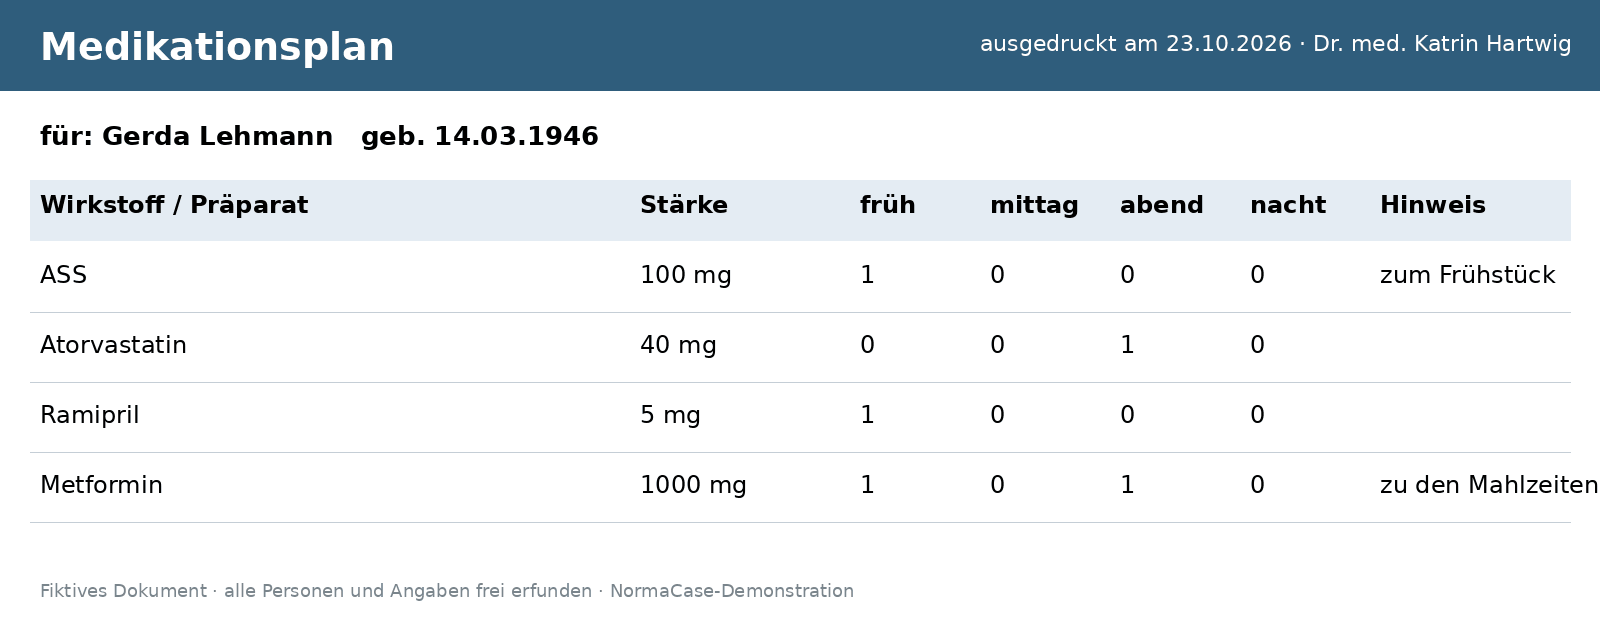 Medikationsplan
ausgedruckt am 23.10.2026 · Dr. med. Katrin Hartwig
für: Gerda Lehmann geb. 14.03.1946
Wirkstoff / Präparat Stärke früh mittag abend nacht Hinweis
ASS 100 mg 1 0 0 0 zum Frühstück
Atorvastatin 40 mg 0 0 1 0
Ramipril 5 mg 1 0 0 0
Metformin 1000 mg 1 0 1 0 zu den Mahlzeiten
Fiktives Dokument · alle Personen und Angaben frei erfunden · NormaCase-Demonstration